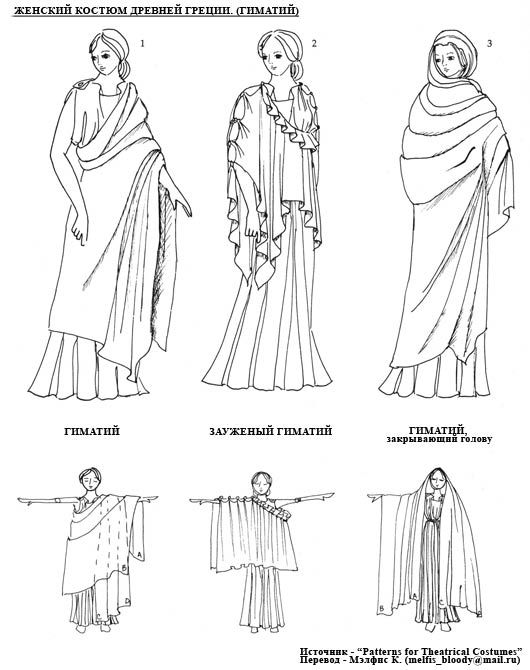 ЖЕНСКИЙ КОСТЮМ ДРЕВНЕЙ ГРЕЦИИ. (ГИМАТИЙ)
1
2
3
ГИМАТИЙ
ЗАУЖЕНЫЙ ГИМАТИЙ
ГИМАТИЙ,
закрывающий голову
A
B
D
C
B
A
C
Источник - “Patterns for Theatrical Costumes”
Перевод - Мэлфис К. (melfis_bloody@mail.ru)